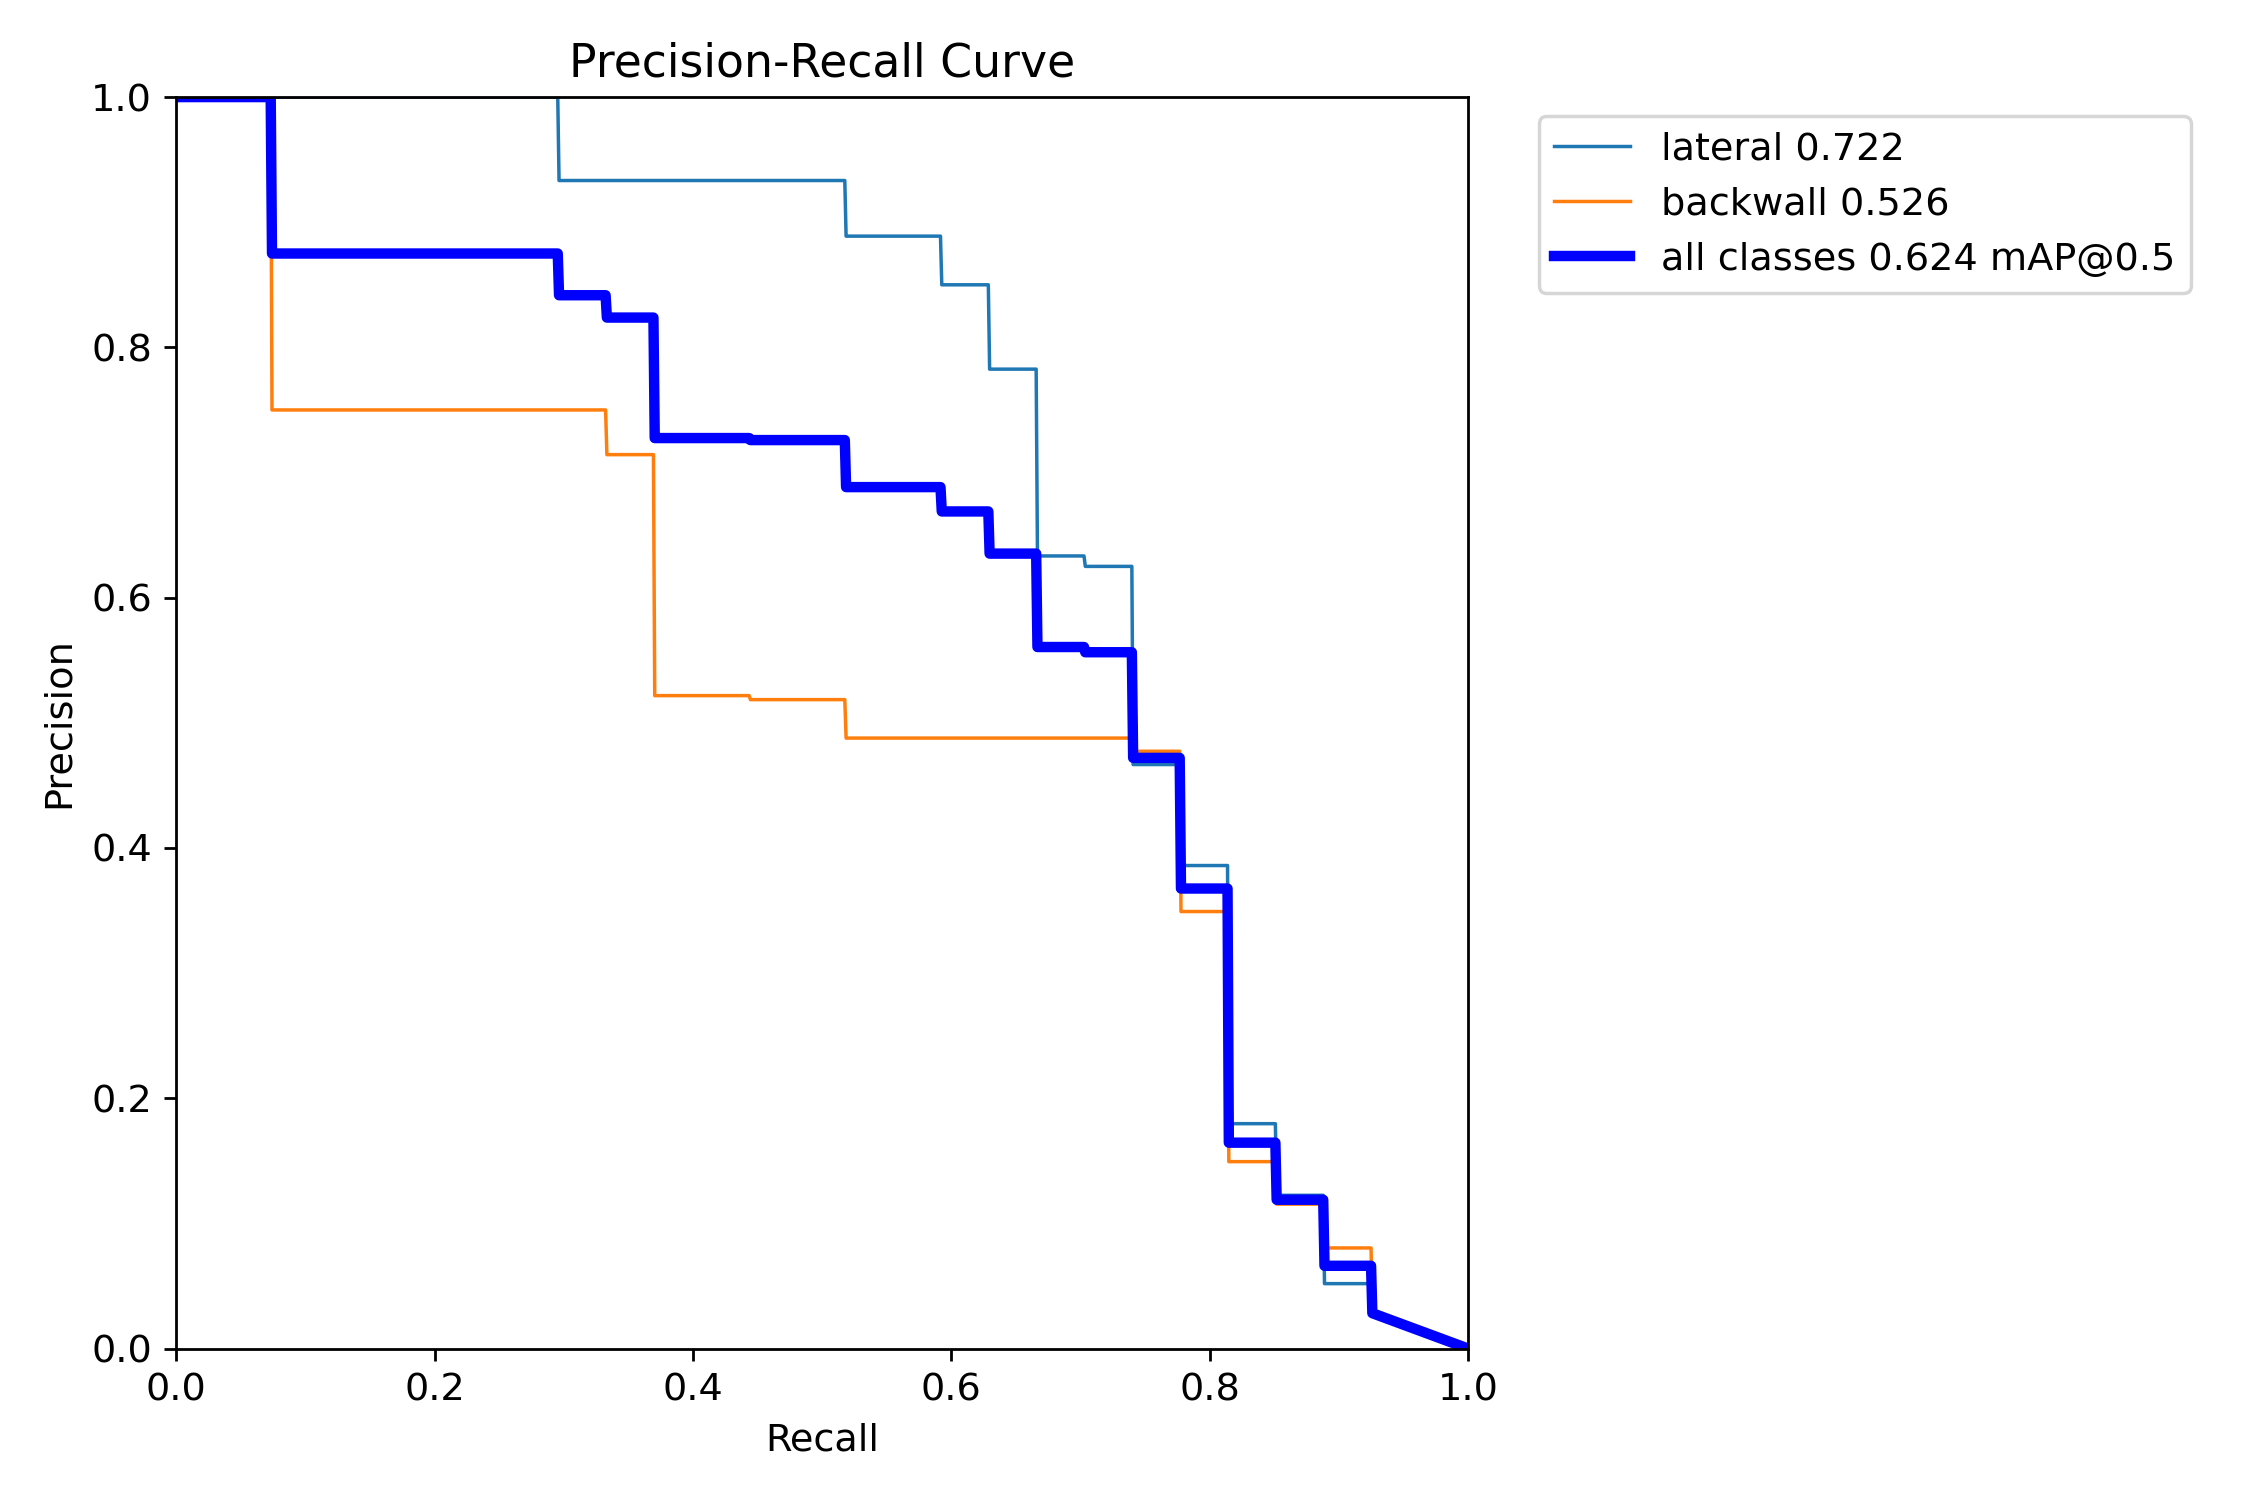 Precision-Recall Curve
1.0
0.8
0.6
0.4
0.2
0.0
Precision
0.0 0.2 0.4 0.6 0.8 1.0
Recall
lateral 0.722
backwall 0.526
all classes 0.624 mAP@0.5